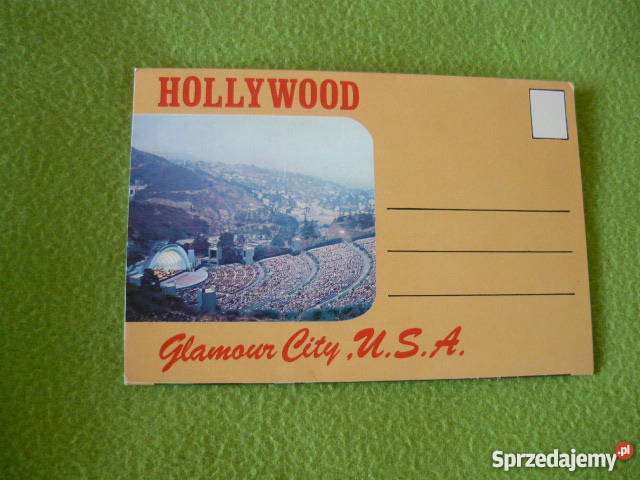 HOLLYWOOD
Glamour City, U.S.A.
Sprzedajemy.pl